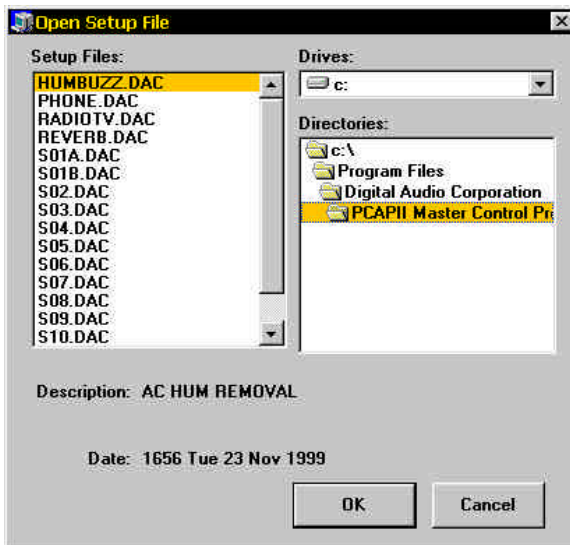 Open Setup File
Setup Files:
HUMBUZZ.DAC
PHONE.DAC
RADIOTV.DAC
REVERB.DAC
S01A.DAC
S01B.DAC
S02.DAC
S03.DAC
S04.DAC
S05.DAC
S06.DAC
S07.DAC
S08.DAC
S09.DAC
S10.DAC
Drives:
c:
Directories:
c:\
Program Files
Digital Audio Corporation
PCAPII Master Control Pr
Description: AC HUM REMOVAL
Date: 1656 Tue 23 Nov 1999
OK
Cancel